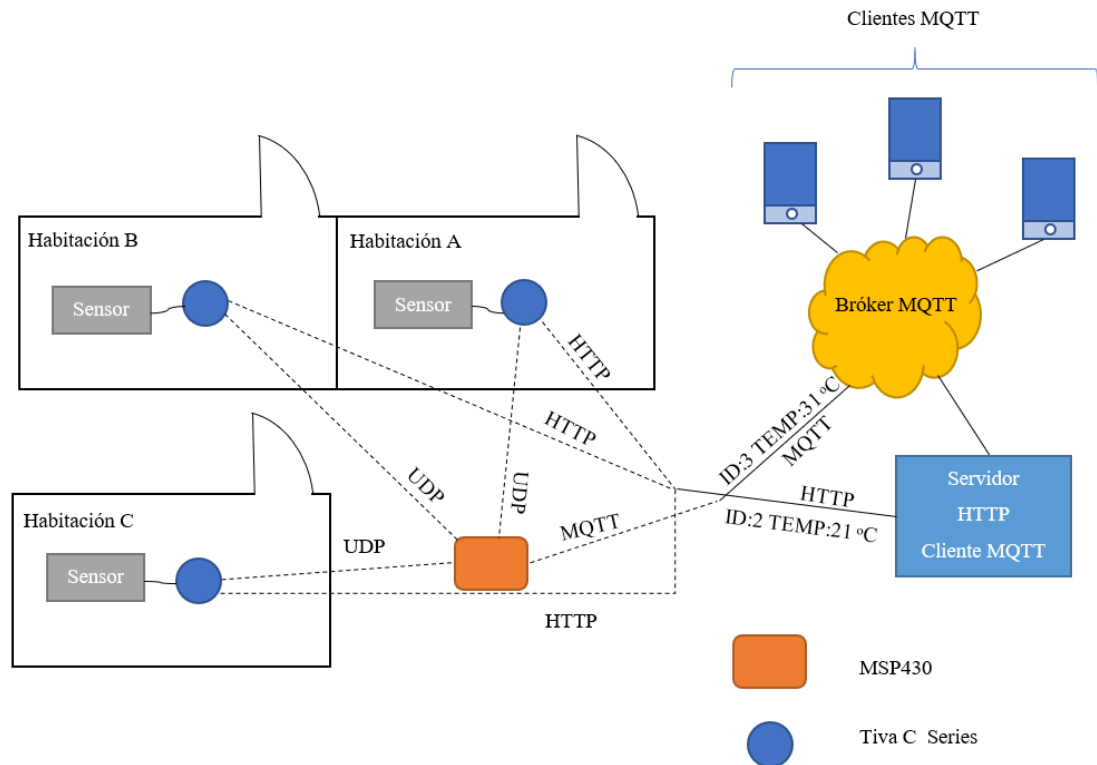 Clientes MQTT
Habitación B
Habitación A
Sensor
Sensor
Bróker MQTT
HTTP
HTTP
ID:3 TEMP:31 ºC
MQTT
UDP
UDP
HTTP
ID:2 TEMP:21 ºC
Servidor
HTTP
Cliente MQTT
Habitación C
MQTT
UDP
Sensor
HTTP
MSP430
Tiva C Series